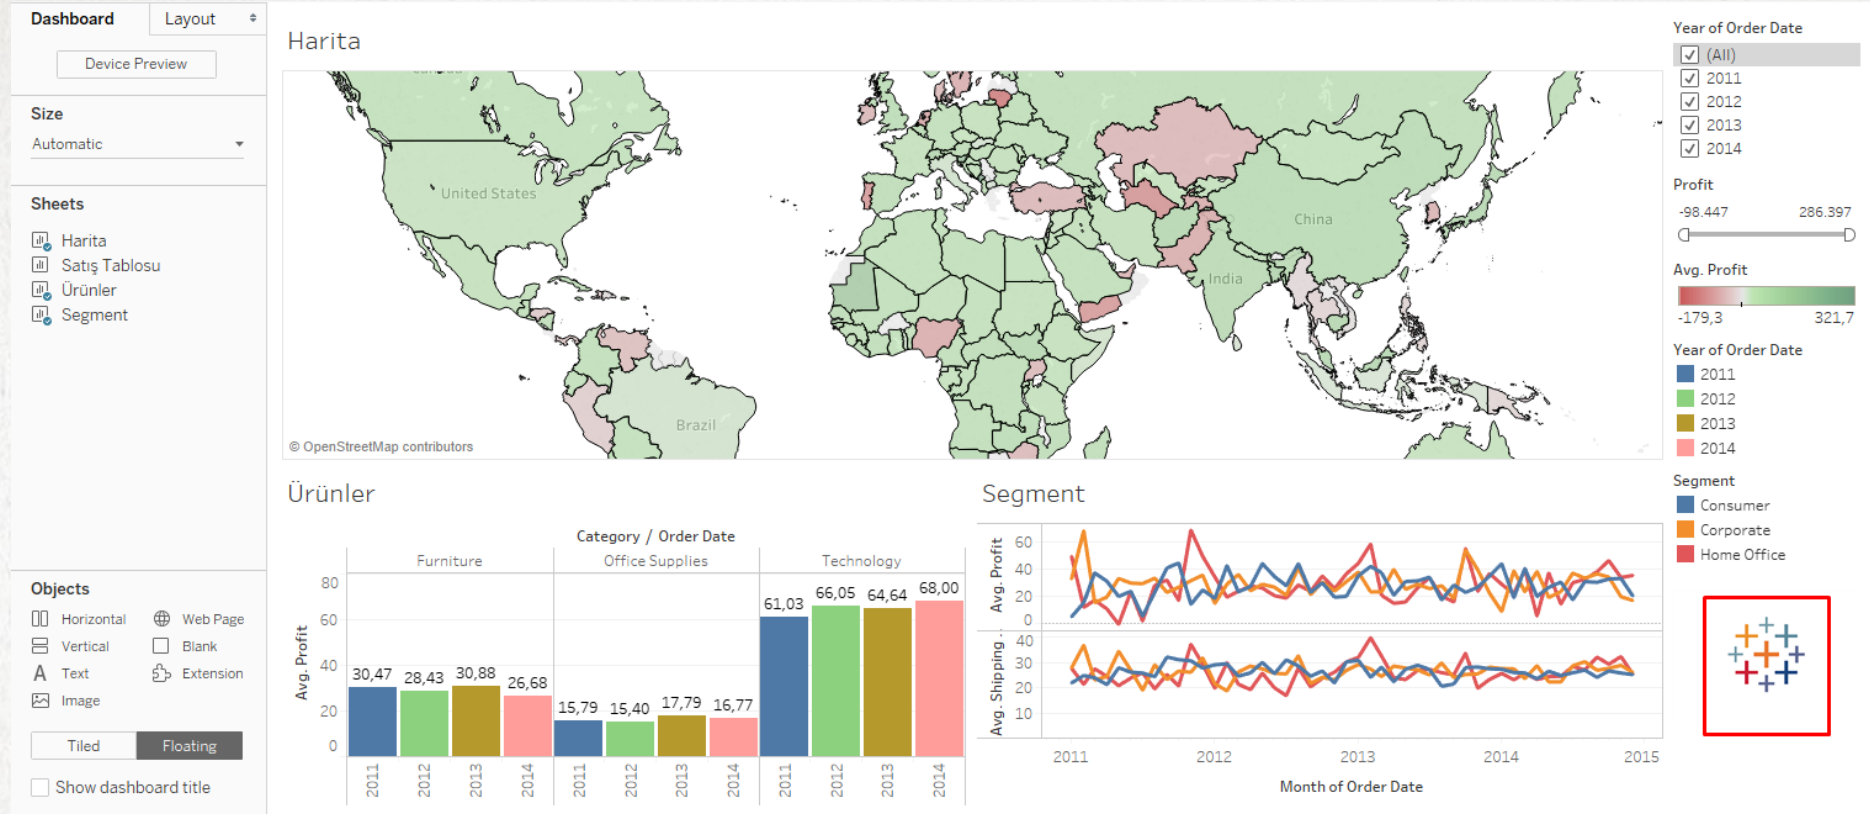 Dashboard
Layout
Device Preview
Size
Automatic
Sheets
Harita
Satış Tablosu
Ürünler
Segment
Objects
Horizontal
Web Page
Vertical
Blank
Text
Extension
Image
Tiled
Floating
Show dashboard title
Harita
United States
Brazil
China
India
© OpenStreetMap contributors
Ürünler
Category / Order Date
Furniture
Office Supplies
Technology
Avg. Profit
80
60
40
20
0
30,47
28,43
30,88
26,68
15,79
15,40
17,79
16,77
61,03
66,05
64,64
68,00
2011
2012
2013
2014
2011
2012
2013
2014
2011
2012
2013
2014
Segment
Avg. Profit
60
40
20
0
Avg. Shipping ..
40
30
20
10
2011
2012
2013
2014
2015
Month of Order Date
Year of Order Date
(All)
2011
2012
2013
2014
Profit
-98.447
286.397
Avg. Profit
-179,3
321,7
Year of Order Date
2011
2012
2013
2014
Segment
Consumer
Corporate
Home Office